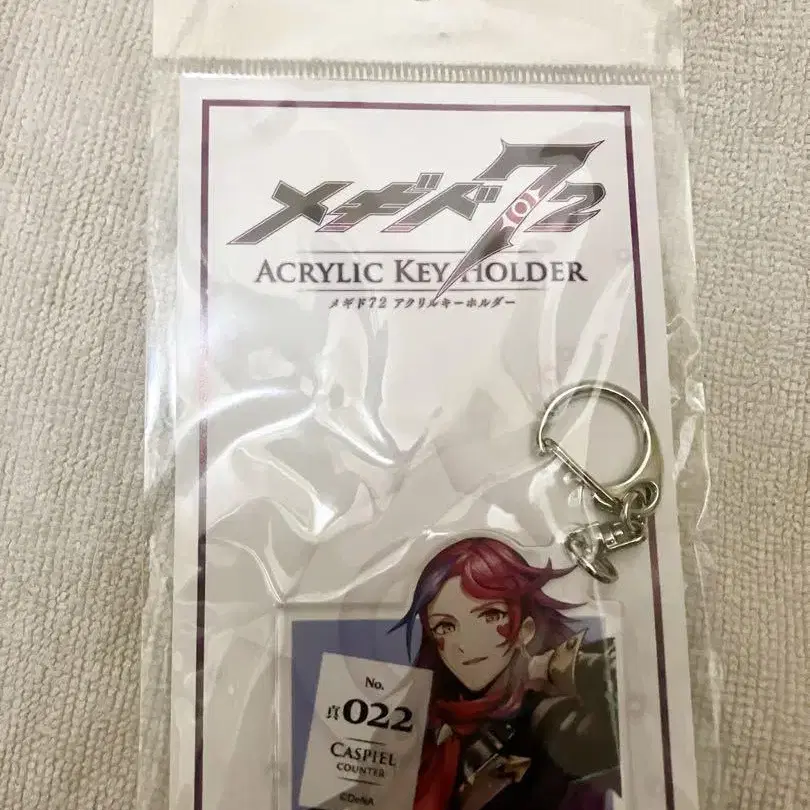 メギド72
ACRYLIC KEY HOLDER
メギド72 アクリルキーホルダー
No.
真022
CASPIEL
COUNTER
©DeNA